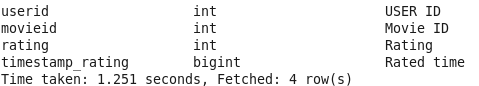 userid int USER ID
movieid int Movie ID
rating int Rating
timestamp_rating bigint Rated time
Time taken: 1.251 seconds, Fetched: 4 row(s)